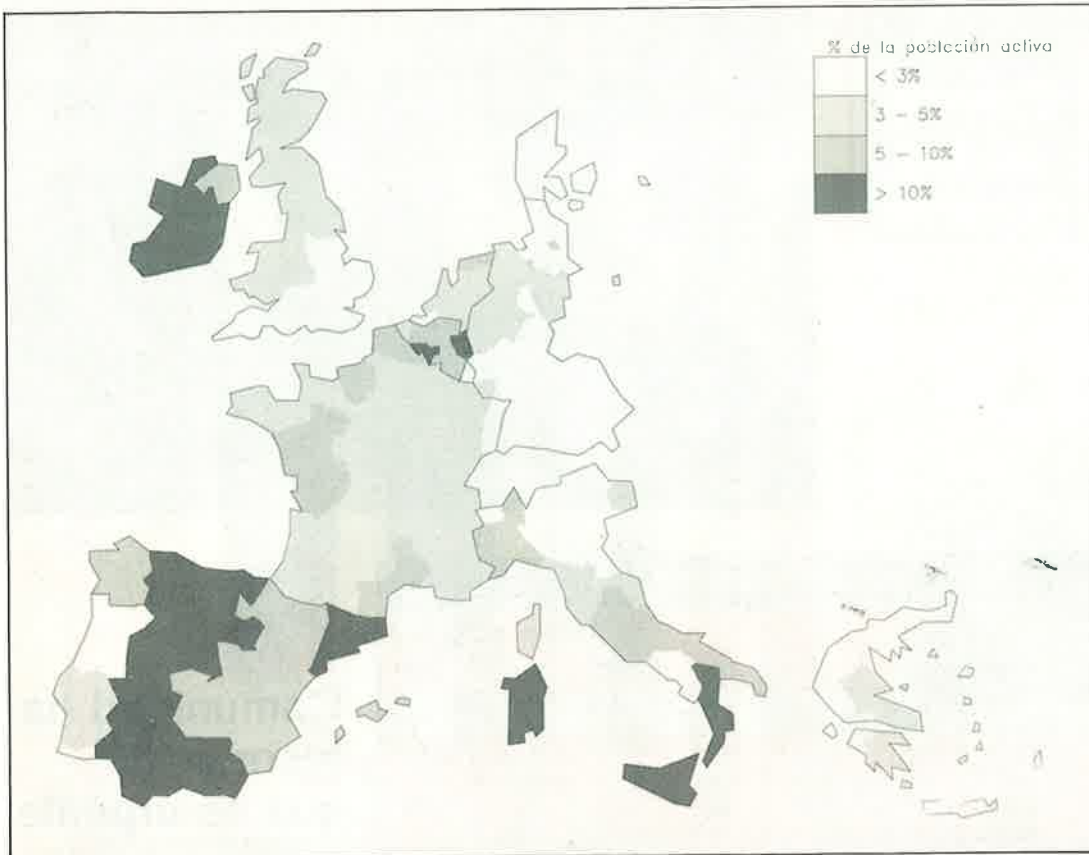 % de la población activa
< 3%
3 – 5%
5 – 10%
> 10%